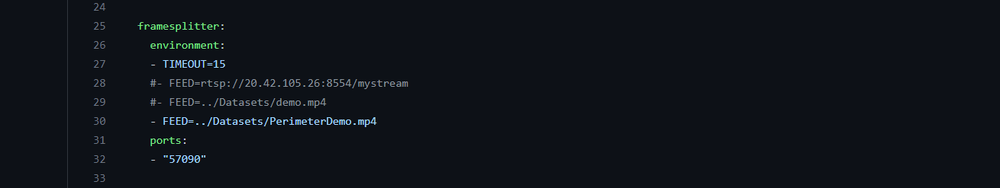 24
25 framesplitter:
26 environment:
27 - TIMEOUT=15
28 #- FEED=rtsp://20.42.105.26:8554/mystream
29 #- FEED=../Datasets/demo.mp4
30 - FEED=../Datasets/PerimeterDemo.mp4
31 ports:
32 - "57090"
33